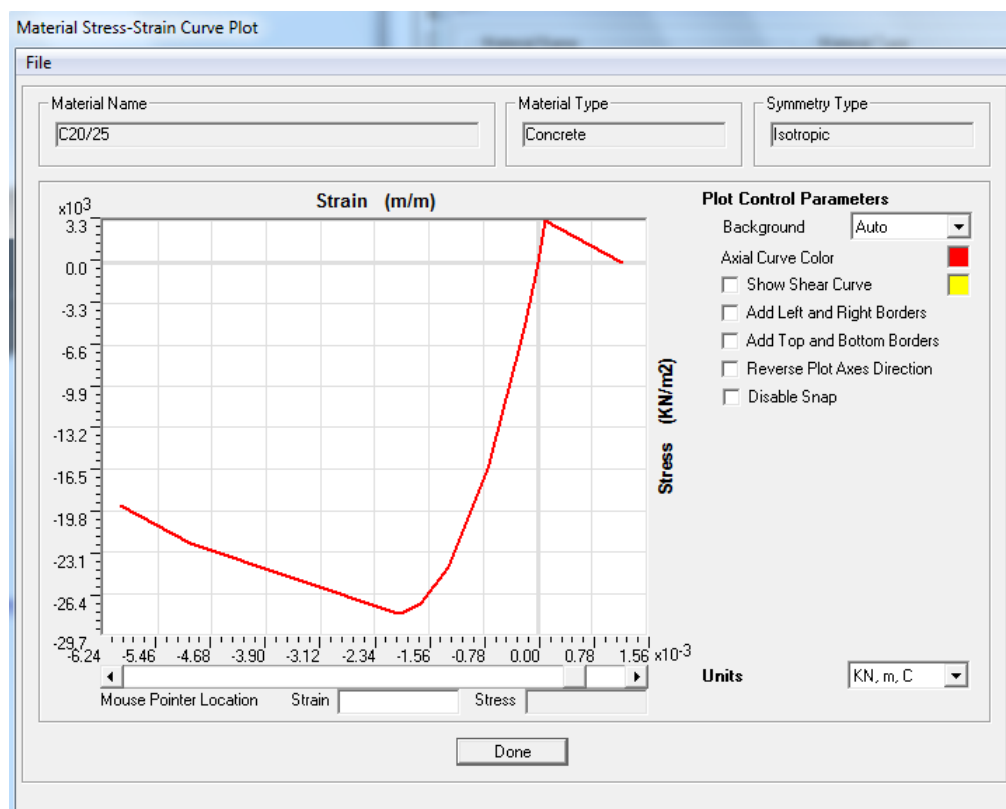 Material Stress-Strain Curve Plot
File
Material Name
Material Type
Symmetry Type
C20/25
Concrete
Isotropic
x10³
Strain (m/m)
3.3
0.0
-3.3
-6.6
-9.9
-13.2
-16.5
-19.8
-23.1
-26.4
-29.7
Stress (KN/m2)
-6.24 -5.46 -4.68 -3.90 -3.12 -2.34 -1.56 -0.78 0.00 0.78 1.56 x10⁻³
Mouse Pointer Location Strain Stress
Plot Control Parameters
Background Auto
Axial Curve Color
Show Shear Curve
Add Left and Right Borders
Add Top and Bottom Borders
Reverse Plot Axes Direction
Disable Snap
Units KN, m, C
Done